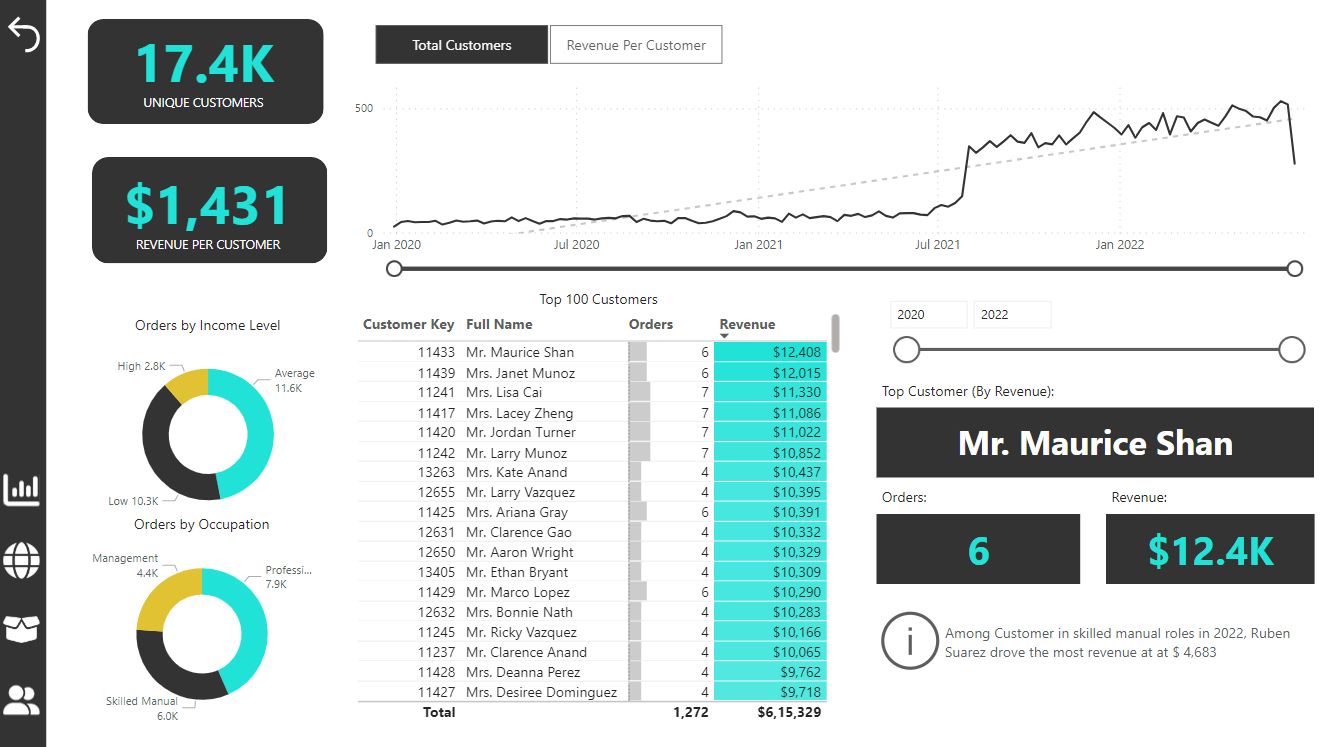 17.4K
UNIQUE CUSTOMERS
$1,431
REVENUE PER CUSTOMER
Total Customers
Revenue Per Customer
500
0
Jan 2020
Jul 2020
Jan 2021
Jul 2021
Jan 2022
Orders by Income Level
High 2.8K
Average
11.6K
Low 10.3K
Orders by Occupation
Management
4.4K
Professi...
7.9K
Skilled Manual
6.0K
Top 100 Customers
Customer Key Full Name Orders Revenue
11433 Mr. Maurice Shan 6 $12,408
11439 Mrs. Janet Munoz 6 $12,015
11241 Mrs. Lisa Cai 7 $11,330
11417 Mrs. Lacey Zheng 7 $11,086
11420 Mr. Jordan Turner 7 $11,022
11242 Mr. Larry Munoz 7 $10,852
13263 Mrs. Kate Anand 4 $10,437
12655 Mr. Larry Vazquez 4 $10,395
11425 Mrs. Ariana Gray 6 $10,391
12631 Mr. Clarence Gao 4 $10,332
12650 Mr. Aaron Wright 4 $10,329
13405 Mr. Ethan Bryant 4 $10,309
11429 Mr. Marco Lopez 6 $10,290
12632 Mrs. Bonnie Nath 4 $10,283
11245 Mr. Ricky Vazquez 4 $10,166
11237 Mr. Clarence Anand 4 $10,065
11428 Mrs. Deanna Perez 4 $9,762
11427 Mrs. Desiree Dominguez 4 $9,718
Total 1,272 $6,15,329
2020
2022
Top Customer (By Revenue):
Mr. Maurice Shan
Orders:
Revenue:
6
$12.4K
Among Customer in skilled manual roles in 2022, Ruben
Suarez drove the most revenue at at $ 4,683